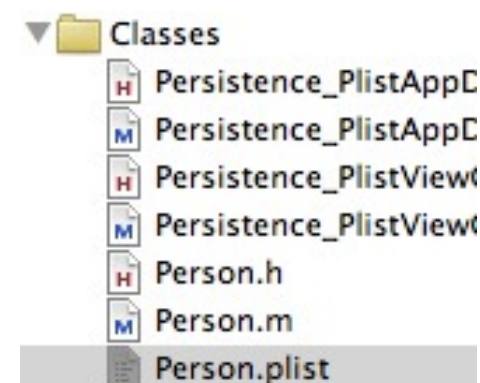 Classes
H Persistence_PlistAppD
M Persistence_PlistAppD
H Persistence_PlistView
M Persistence_PlistView
H Person.h
M Person.m
Person.plist